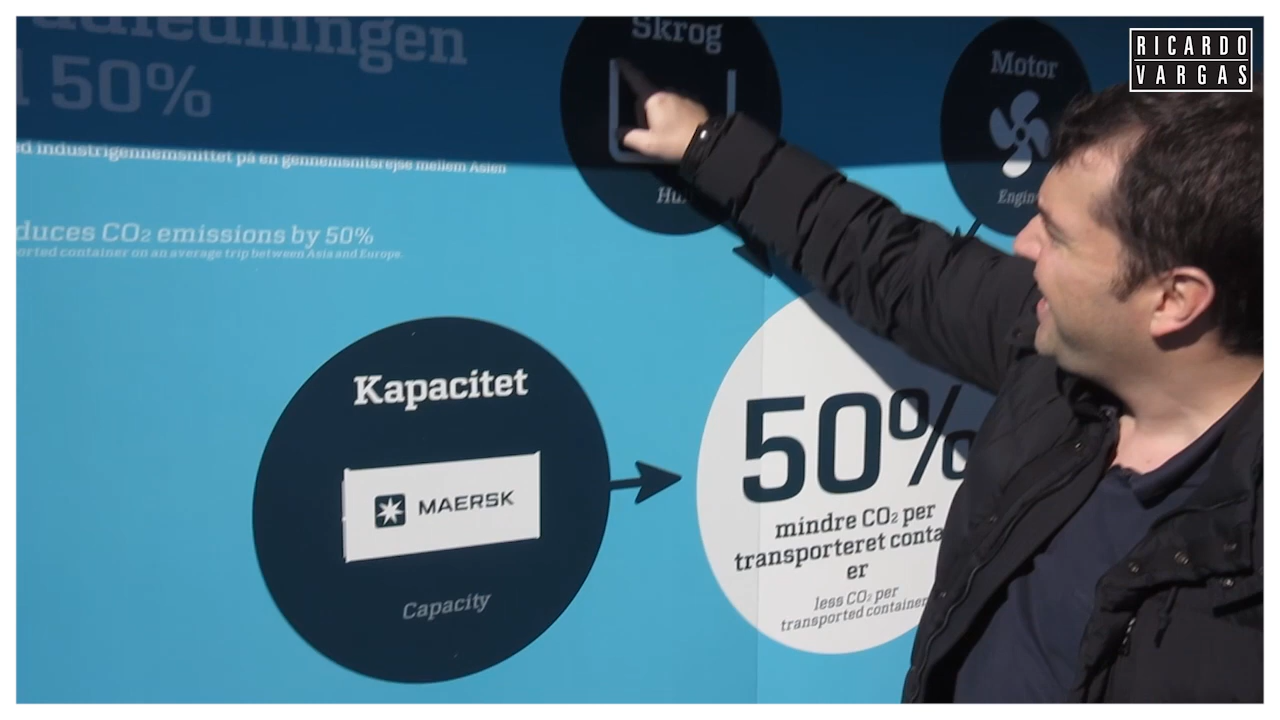 50%
ed industrigennemsnittet på en gennemsnitsrejse mellem Asien
duces CO₂ emissions by 50%
orted container on an average trip between Asia and Europe.
Skrog
Motor
RICARDO
VARGAS
Kapacitet
MAERSK
Capacity
50%
mindre CO₂ per
transporteret conta
er
less CO₂ per
transported container